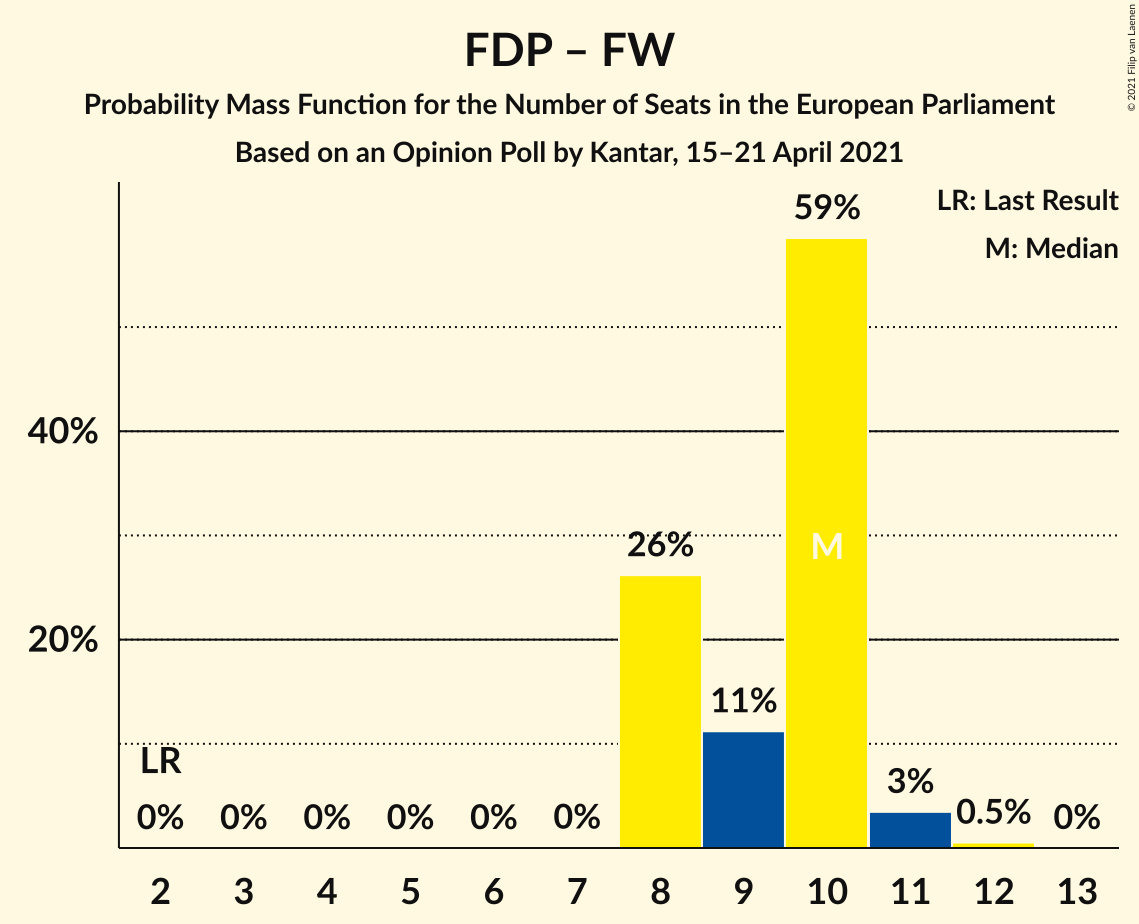 FDP – FW
Probability Mass Function for the Number of Seats in the European Parliament
Based on an Opinion Poll by Kantar, 15–21 April 2021
© 2021 Filip van Laenen
LR: Last Result
M: Median
59%
40%
26%
M
20%
11%
LR
3%
0.5%
0% 0% 0% 0% 0% 0% 0%
2 3 4 5 6 7 8 9 10 11 12 13